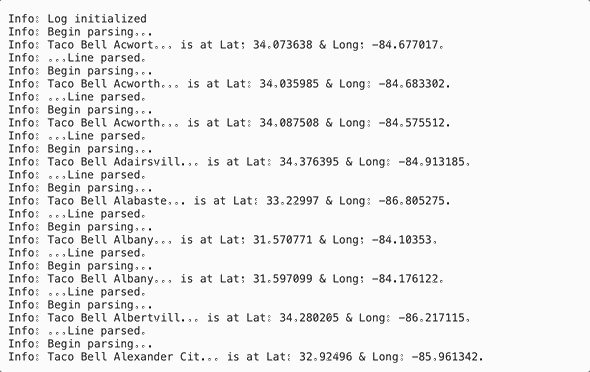 Info: Log initialized
Info: Begin parsing...
Info: Taco Bell Acwort... is at Lat: 34.073638 & Long: -84.677017.
Info: ...Line parsed.
Info: Begin parsing...
Info: Taco Bell Acworth... is at Lat: 34.035985 & Long: -84.683302.
Info: ...Line parsed.
Info: Begin parsing...
Info: Taco Bell Acworth... is at Lat: 34.087508 & Long: -84.575512.
Info: ...Line parsed.
Info: Begin parsing...
Info: Taco Bell Adairsvill... is at Lat: 34.376395 & Long: -84.913185.
Info: ...Line parsed.
Info: Begin parsing...
Info: Taco Bell Alabaste... is at Lat: 33.22997 & Long: -86.805275.
Info: ...Line parsed.
Info: Begin parsing...
Info: Taco Bell Albany... is at Lat: 31.570771 & Long: -84.10353.
Info: ...Line parsed.
Info: Begin parsing...
Info: Taco Bell Albany... is at Lat: 31.597099 & Long: -84.176122.
Info: ...Line parsed.
Info: Begin parsing...
Info: Taco Bell Albertvill... is at Lat: 34.280205 & Long: -86.217115.
Info: ...Line parsed.
Info: Begin parsing...
Info: Taco Bell Alexander Cit... is at Lat: 32.92496 & Long: -85.961342.